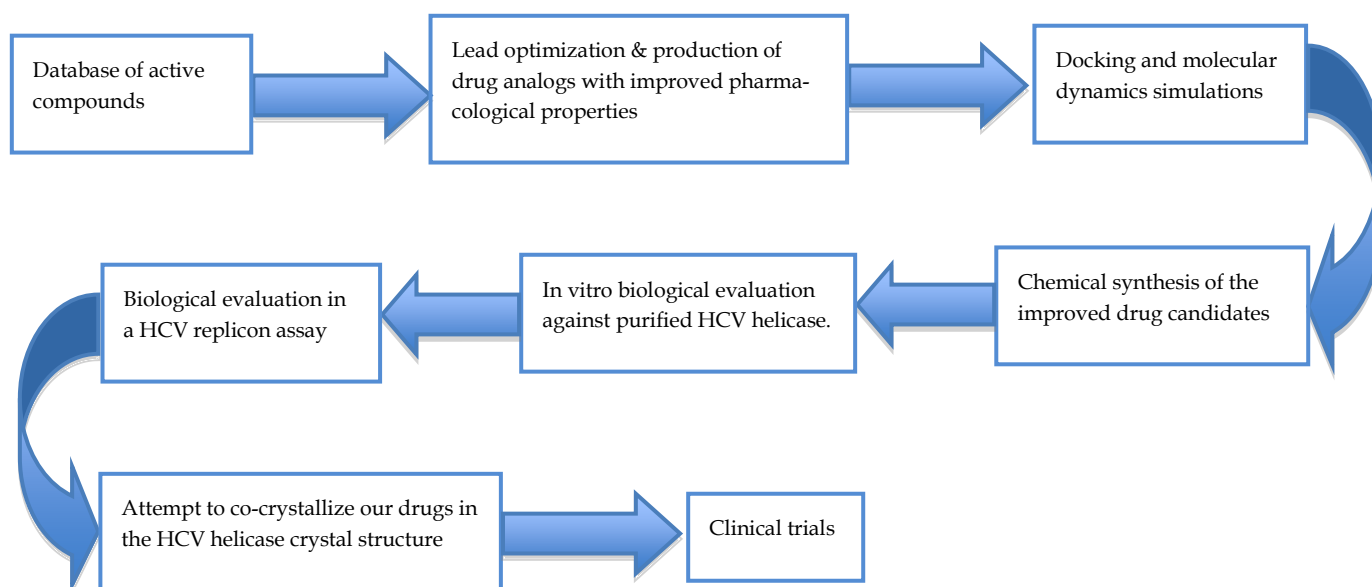 Database of active
compounds
Lead optimization & production of
drug analogs with improved pharma-
cological properties
Docking and molecular
dynamics simulations
Chemical synthesis of the
improved drug candidates
In vitro biological evaluation
against purified HCV helicase.
Biological evaluation in
a HCV replicon assay
Attempt to co-crystallize our drugs in
the HCV helicase crystal structure
Clinical trials